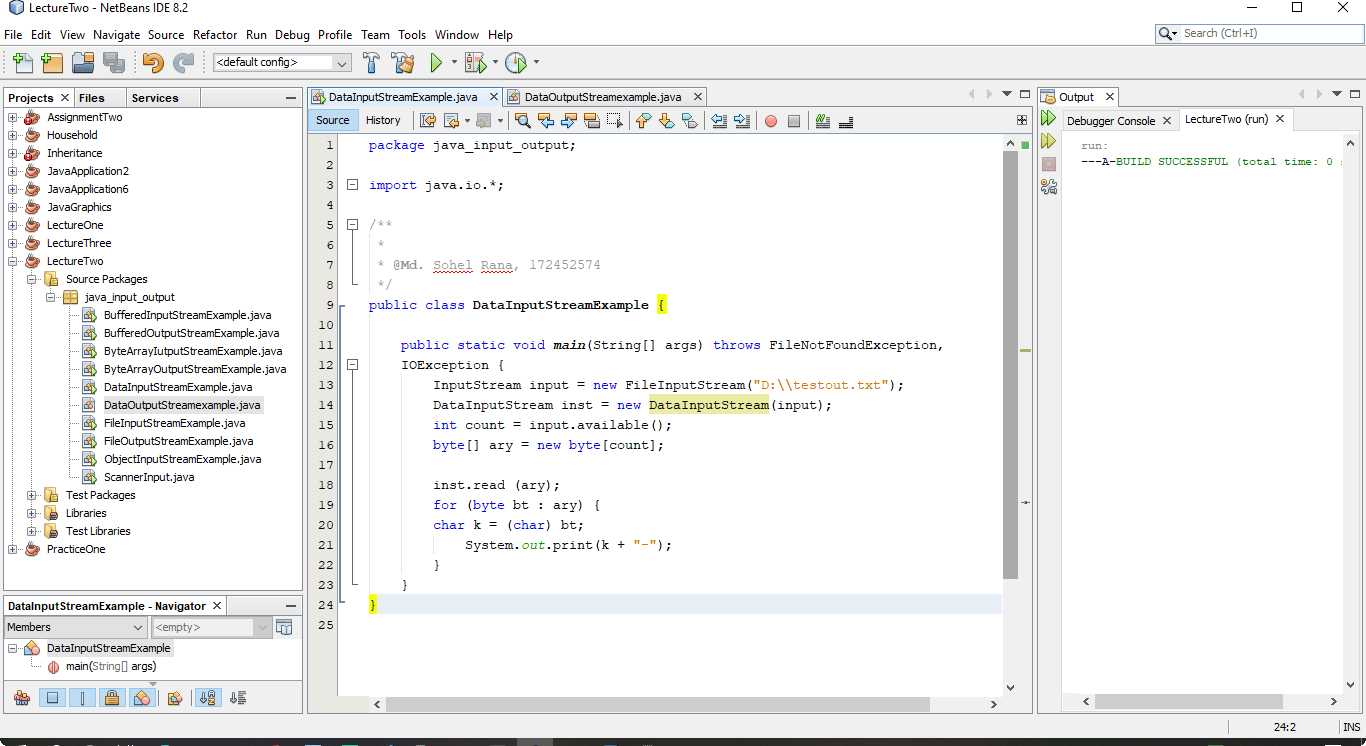 LectureTwo - NetBeans IDE 8.2
File Edit View Navigate Source Refactor Run Debug Profile Team Tools Window Help
Search (Ctrl+I)
<default config>
Projects Files Services
AssignmentTwo
Household
Inheritance
JavaApplication2
JavaApplication6
JavaGraphics
LectureOne
LectureThree
LectureTwo
Source Packages
java_input_output
BufferedInputStreamExample.java
BufferedOutputStreamExample.java
ByteArrayIutputStreamExample.java
ByteArrayOutputStreamExample.java
DataInputStreamExample.java
DataOutputStreamexample.java
FileInputStreamExample.java
FileOutputStreamExample.java
ObjectInputStreamExample.java
ScannerInput.java
Test Packages
Libraries
Test Libraries
PracticeOne
DataInputStreamExample - Navigator
Members <empty>
DataInputStreamExample
main(String[] args)
DataInputStreamExample.java DataOutputStreamexample.java
Source History
1 package java_input_output;
2
3 import java.io.*;
4
5 /**
6 *
7 * @Md. Sohel Rana, 172452574
8 */
9 public class DataInputStreamExample {
10
11 public static void main(String[] args) throws FileNotFoundException,
12 IOException {
13 InputStream input = new FileInputStream("D:\\testout.txt");
14 DataInputStream inst = new DataInputStream(input);
15 int count = input.available();
16 byte[] ary = new byte[count];
17
18 inst.read (ary);
19 for (byte bt : ary) {
20 char k = (char) bt;
21 System.out.print(k + "-");
22 }
23 }
24 }
25
Output
Debugger Console LectureTwo (run)
run:
---A-BUILD SUCCESSFUL (total time: 0
24:2 INS